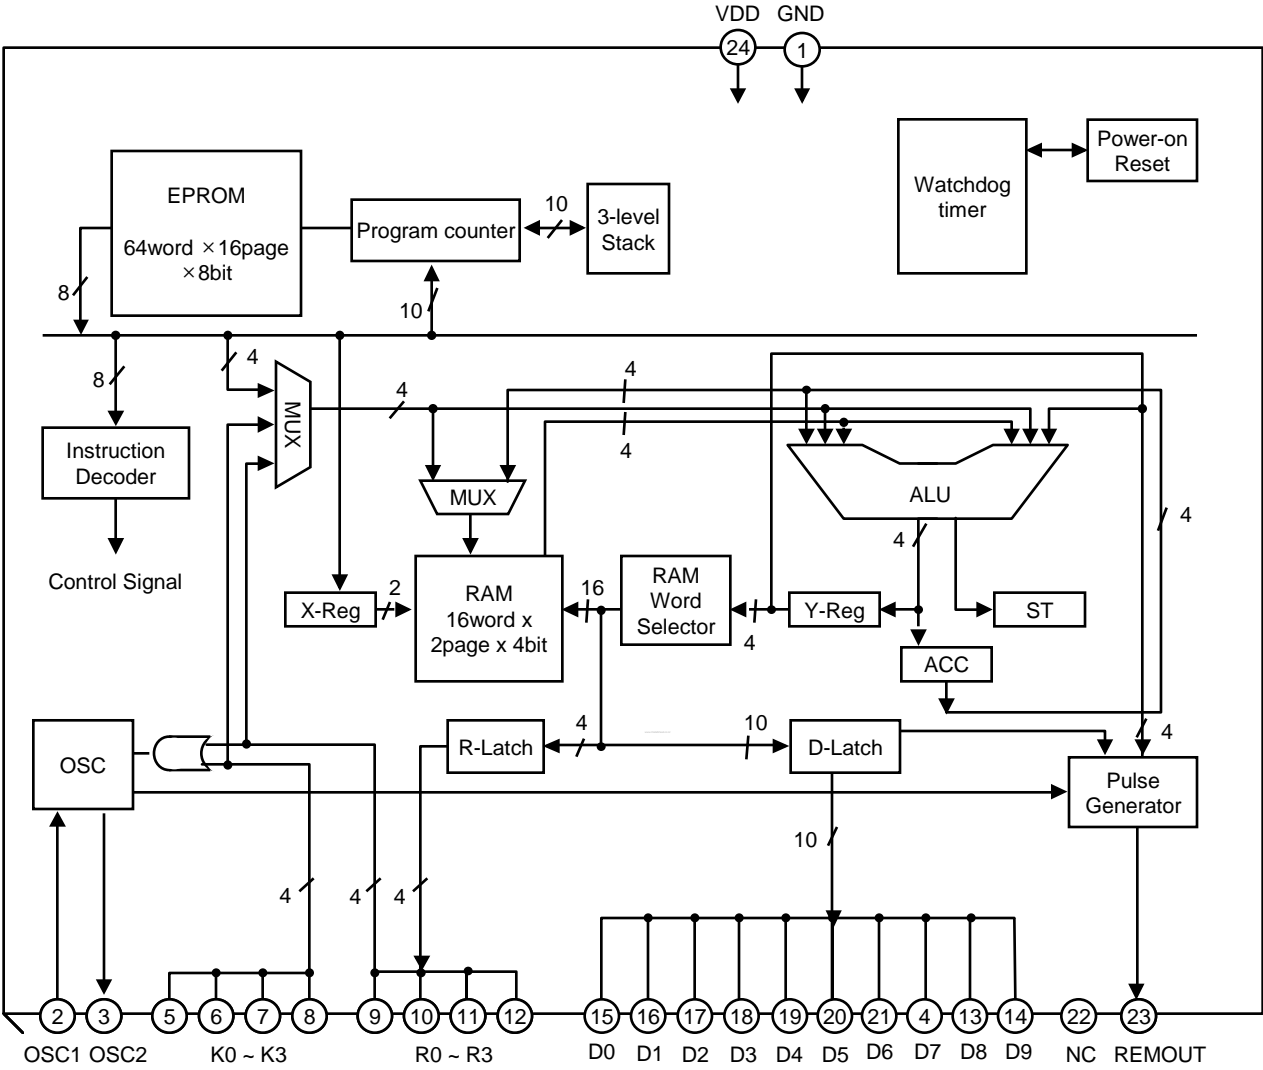 VDD GND
24 1
EPROM
64word ×16page
×8bit
Program counter
10
3-level
Stack
Watchdog
timer
Power-on
Reset
8
10
8
4
MUX
4
4
4
Instruction
Decoder
Control Signal
MUX
ALU
4
4
X-Reg
2
RAM
16word x
2page x 4bit
16
RAM
Word
Selector
4
Y-Reg
ST
ACC
OSC
R-Latch
4
10
D-Latch
4
Pulse
Generator
10
4
4
4
2 3 5 6 7 8 9 10 11 12 15 16 17 18 19 20 21 4 13 14 22 23
OSC1 OSC2 K0 ~ K3 R0 ~ R3 D0 D1 D2 D3 D4 D5 D6 D7 D8 D9 NC REMOUT